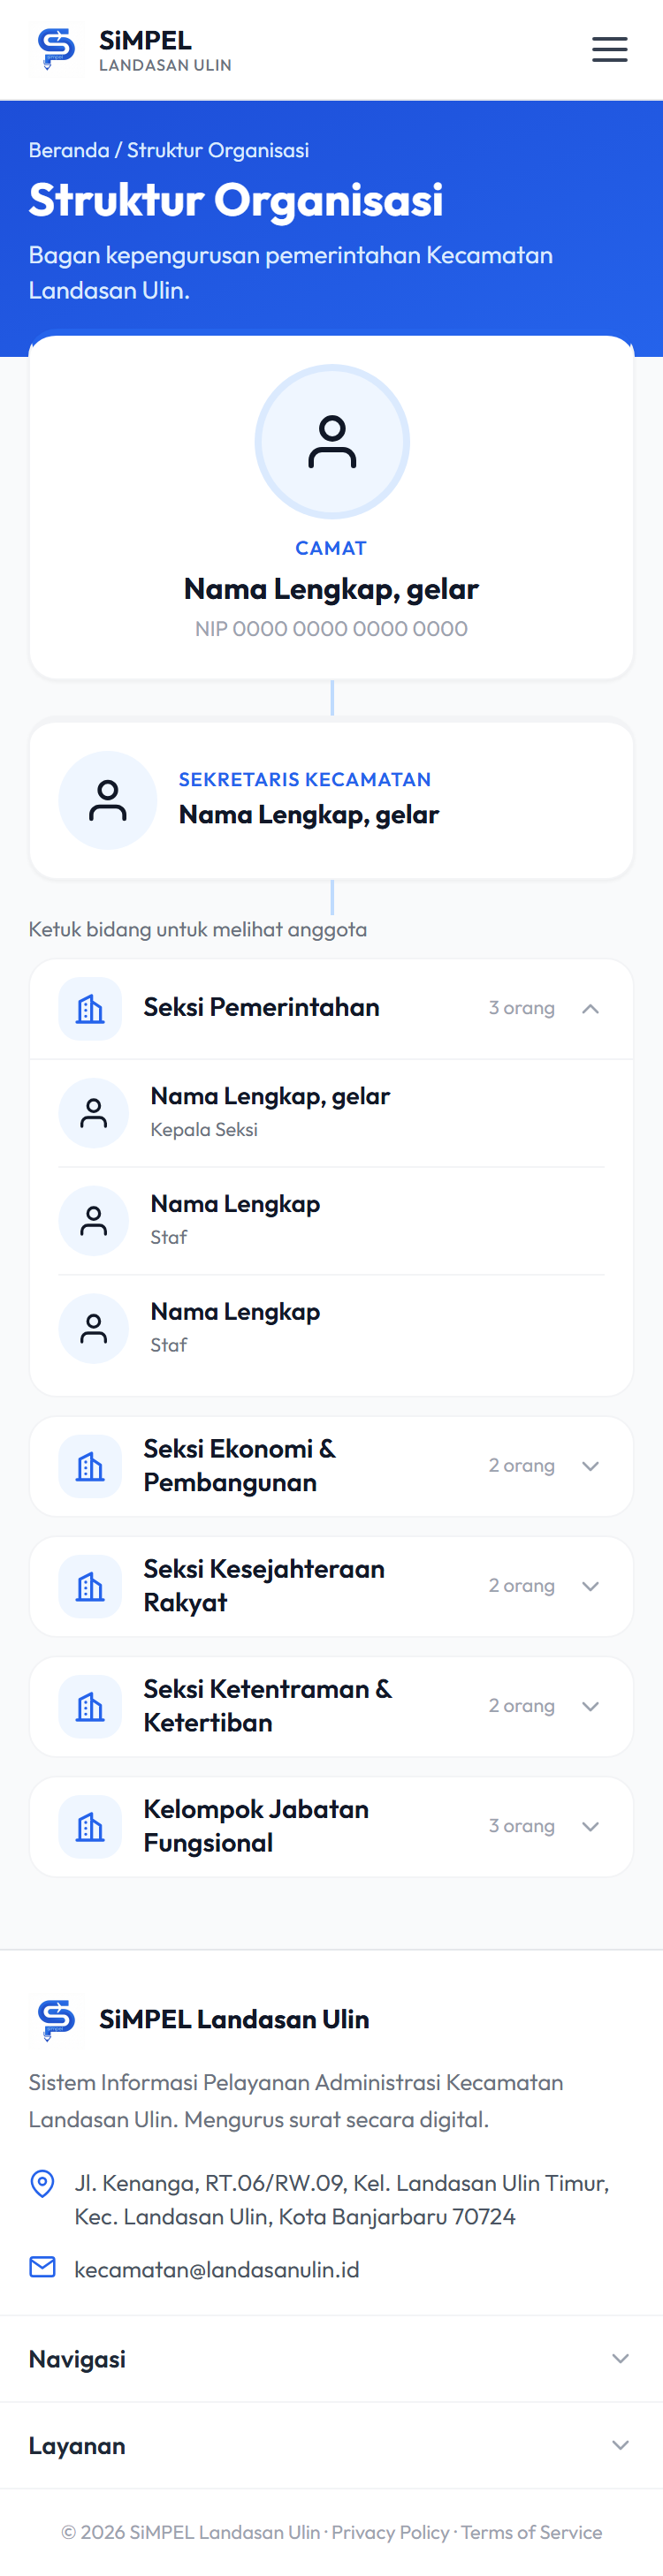 SiMPEL
LANDASAN ULIN
Beranda / Struktur Organisasi
Struktur Organisasi
Bagan kepengurusan pemerintahan Kecamatan
Landasan Ulin.
CAMAT
Nama Lengkap, gelar
NIP 0000 0000 0000 0000
SEKRETARIS KECAMATAN
Nama Lengkap, gelar
Ketuk bidang untuk melihat anggota
Seksi Pemerintahan
3 orang
Nama Lengkap, gelar
Kepala Seksi
Nama Lengkap
Staf
Nama Lengkap
Staf
Seksi Ekonomi &
Pembangunan
2 orang
Seksi Kesejahteraan
Rakyat
2 orang
Seksi Ketentraman &
Ketertiban
2 orang
Kelompok Jabatan
Fungsional
3 orang
SiMPEL Landasan Ulin
Sistem Informasi Pelayanan Administrasi Kecamatan
Landasan Ulin. Mengurus surat secara digital.
Jl. Kenanga, RT.06/RW.09, Kel. Landasan Ulin Timur,
Kec. Landasan Ulin, Kota Banjarbaru 70724
kecamatan@landasanulin.id
Navigasi
Layanan
© 2026 SiMPEL Landasan Ulin · Privacy Policy · Terms of Service